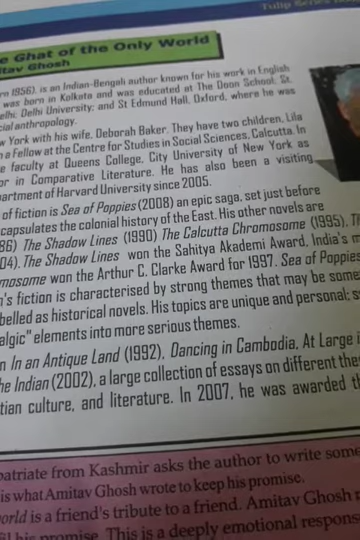 Tulip Series
e Ghat of the Only World
itav Ghosh
rn 1956), is an Indian-Bengali author known for his work in English
was born in Kolkata and was educated at The Doon School, St.
elhi; Delhi University; and St Edmund Hall, Oxford, where he was
cial anthropology.
w York with his wife, Deborah Baker. They have two children, Lila
n a Fellow at the Centre for Studies in Social Sciences, Calcutta. In
e faculty at Queens College, City University of New York as
or in Comparative Literature. He has also been a visiting
partment of Harvard University since 2005.
of fiction is Sea of Poppies (2008) an epic saga, set just before
capsulates the colonial history of the East. His other novels are
86) The Shadow Lines (1990) The Calcutta Chromosome (1995), Th
04). The Shadow Lines won the Sahitya Akademi Award, India's m
mosome won the Arthur C. Clarke Award for 1997. Sea of Poppies
h's fiction is characterised by strong themes that may be some
belled as historical novels. His topics are unique and personal; s
algic" elements into more serious themes.
n In an Antique Land (1992), Dancing in Cambodia, At Large i
he Indian (2002), a large collection of essays on different the
tian culture, and literature. In 2007, he was awarded th
patriate from Kashmir asks the author to write some
is what Amitav Ghosh wrote to keep his promise.
orld is a friend's tribute to a friend. Amitav Ghosh
his promise. This is a deeply emotional respons